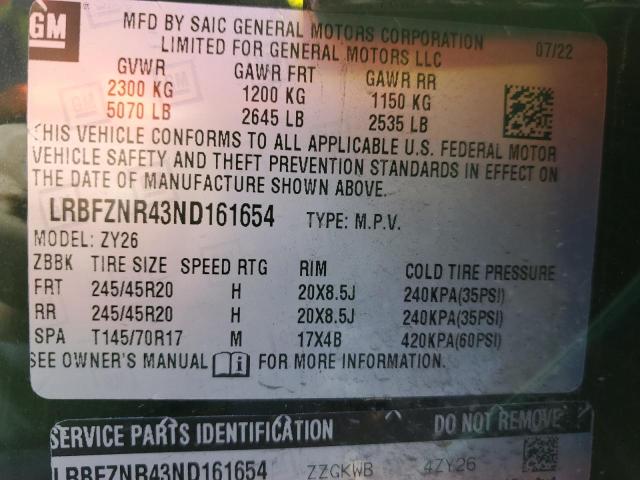 GM
MFD BY SAIC GENERAL MOTORS CORPORATION
LIMITED FOR GENERAL MOTORS LLC
07/22
GVWR GAWR FRT GAWR RR
2300 KG 1200 KG 1150 KG
5070 LB 2645 LB 2535 LB
THIS VEHICLE CONFORMS TO ALL APPLICABLE U.S. FEDERAL MOTOR
VEHICLE SAFETY AND THEFT PREVENTION STANDARDS IN EFFECT ON
THE DATE OF MANUFACTURE SHOWN ABOVE.
LRBFZNR43ND161654 TYPE: M.P.V.
MODEL: ZY26
ZBBK TIRE SIZE SPEED RTG RIM COLD TIRE PRESSURE
FRT 245/45R20 H 20X8.5J 240KPA(35PSI)
RR 245/45R20 H 20X8.5J 240KPA(35PSI)
SPA T145/70R17 M 17X4B 420KPA(60PSI)
SEE OWNER'S MANUAL FOR MORE INFORMATION.
SERVICE PARTS IDENTIFICATION DO NOT REMOVE
LRBFZNR43ND161654 ZZGKWB 4ZY26